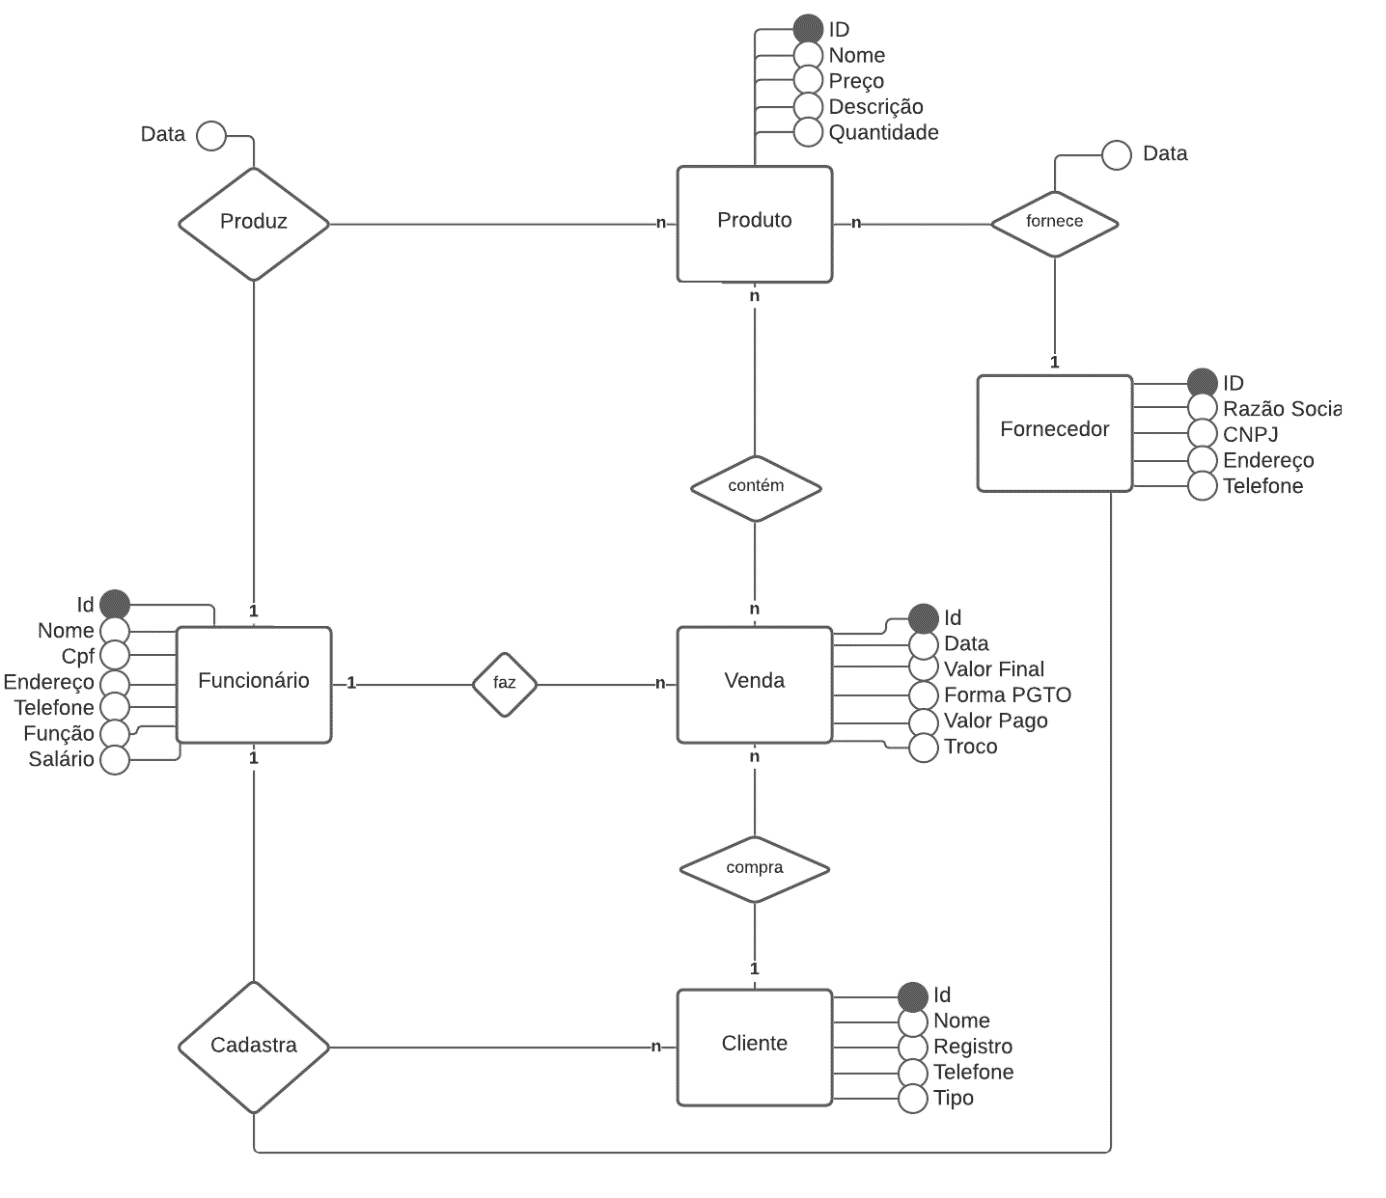 ID
Nome
Preço
Descrição
Quantidade
Data
Data
Produz
n
Produto
n
fornece
n
1
ID
Razão Socia
CNPJ
Endereço
Telefone
Fornecedor
contém
1
n
Id
Nome
Cpf
Endereço
Telefone
Função
Salário
Funcionário
1
faz
n
Venda
Id
Data
Valor Final
Forma PGTO
Valor Pago
Troco
1
n
compra
1
Cadastra
n
Cliente
Id
Nome
Registro
Telefone
Tipo